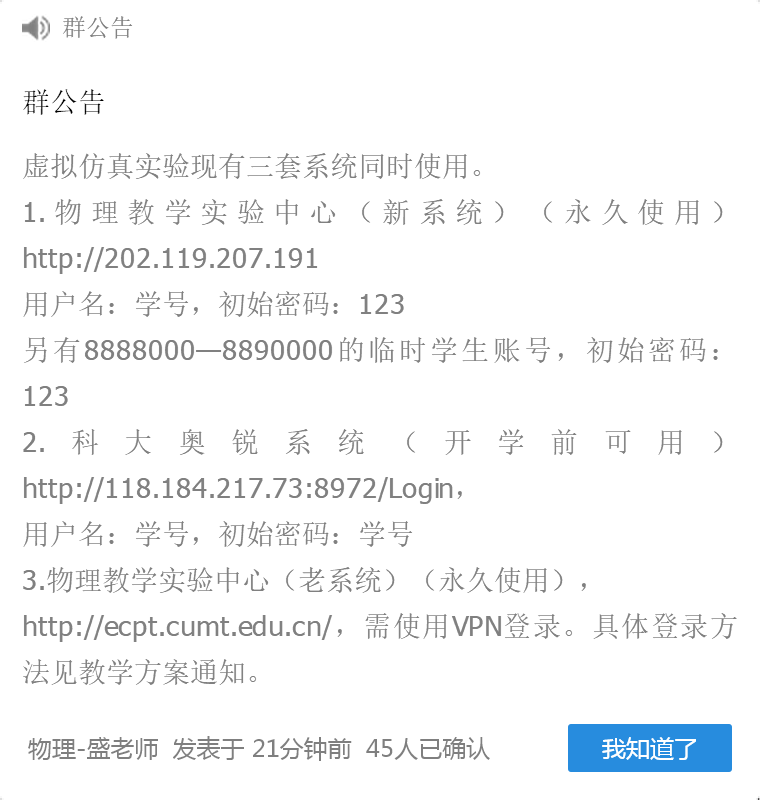 群公告
群公告
虚拟仿真实验现有三套系统同时使用。
1.物理教学实验中心（新系统）（永久使用）
http://202.119.207.191
用户名：学号，初始密码：123
另有8888000—8890000的临时学生账号，初始密码：
123
2.科大奥锐系统（开学前可用）
http://118.184.217.73:8972/Login，
用户名：学号，初始密码：学号
3.物理教学实验中心（老系统）（永久使用），
http://ecpt.cumt.edu.cn/，需使用VPN登录。具体登录方
法见教学方案通知。
物理-盛老师 发表于 21分钟前 45人已确认
我知道了